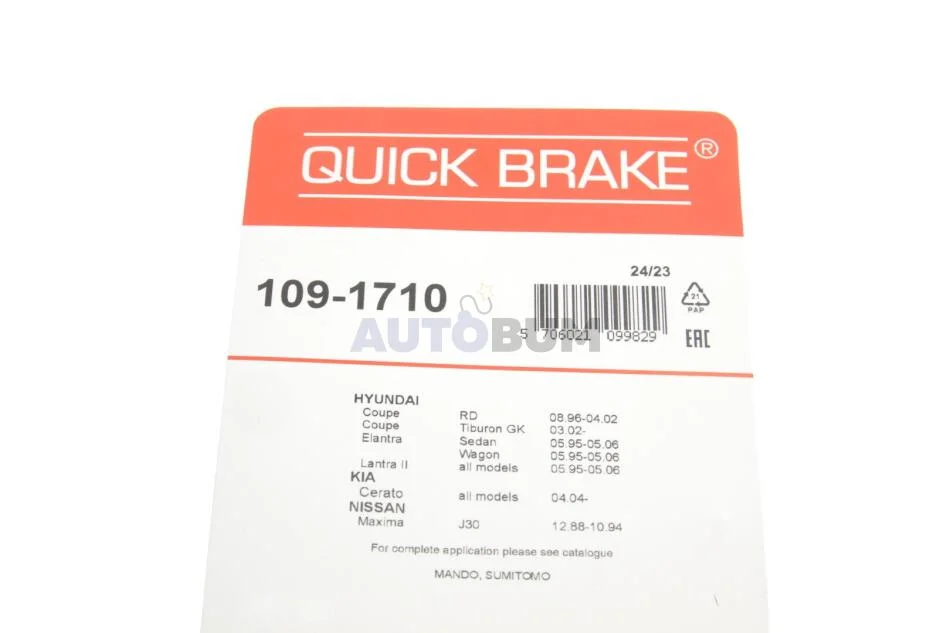 QUICK BRAKE®
109-1710
24/23
5 706021 099829
21
PAP
EAC
AUTOBUM
HYUNDAI
Coupe RD 08.96-04.02
Coupe Tiburon GK 03.02-
Elantra Sedan 05.95-05.06
Wagon 05.95-05.06
Lantra II all models 05.95-05.06
KIA
Cerato all models 04.04-
NISSAN
Maxima J30 12.88-10.94
For complete application please see catalogue
MANDO, SUMITOMO